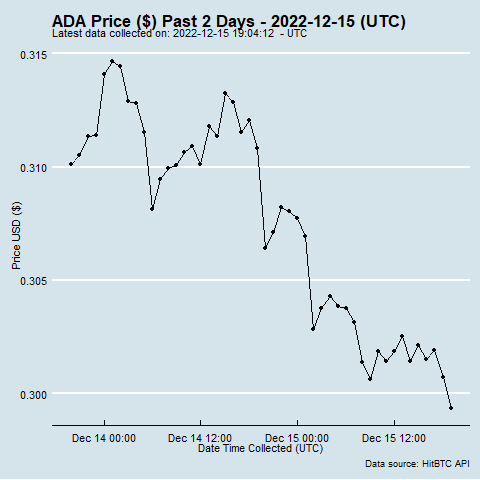 ADA Price ($) Past 2 Days - 2022-12-15 (UTC)
Latest data collected on: 2022-12-15 19:04:12  - UTC
0.315
0.310
0.305
0.300
Price USD ($)
Dec 14 00:00
Dec 14 12:00
Dec 15 00:00
Dec 15 12:00
Date Time Collected (UTC)
Data source: HitBTC API